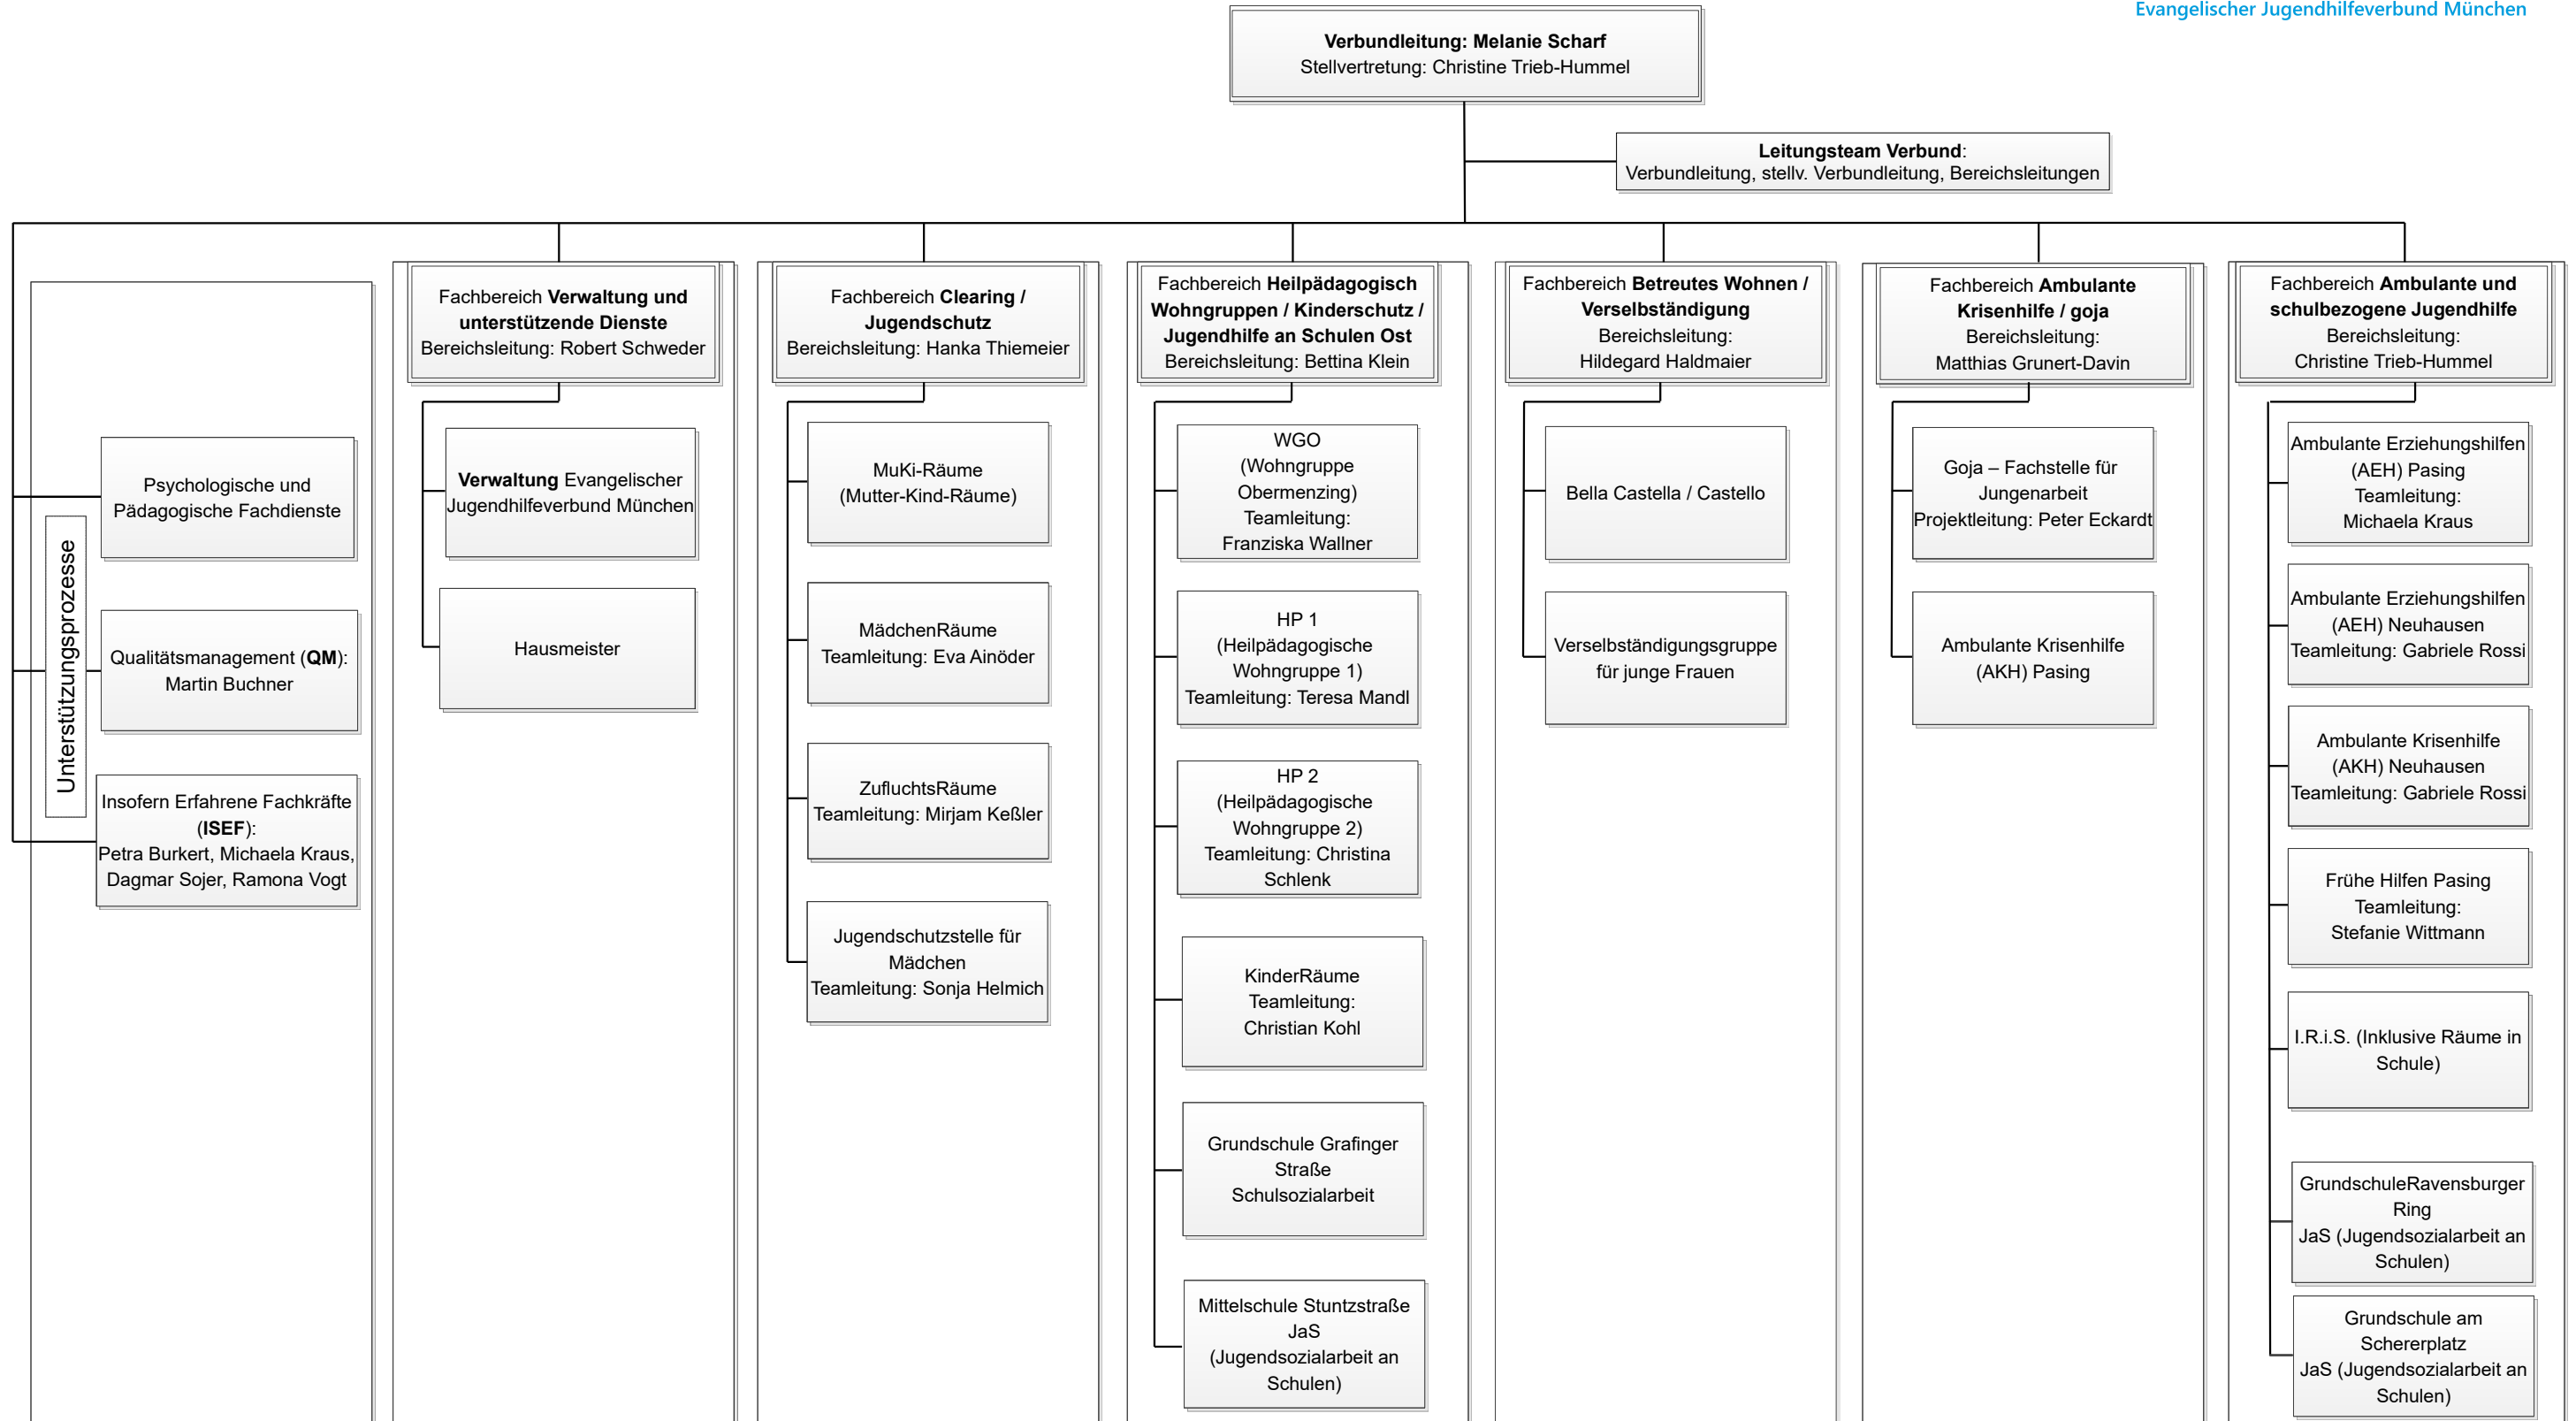 Evangelischer Jugendhilfeverbund München
Verbundleitung: Melanie Scharf
Stellvertretung: Christine Trieb-Hummel
Leitungsteam Verbund:
Verbundleitung, stellv. Verbundleitung, Bereichsleitungen
Unterstützungsprozesse
Psychologische und
Pädagogische Fachdienste
Qualitätsmanagement (QM):
Martin Buchner
Insofern Erfahrene Fachkräfte
(ISEF):
Petra Burkert, Michaela Kraus,
Dagmar Sojer, Ramona Vogt
Fachbereich Verwaltung und
unterstützende Dienste
Bereichsleitung: Robert Schweder
Verwaltung Evangelischer
Jugendhilfeverbund München
Hausmeister
Fachbereich Clearing /
Jugendschutz
Bereichsleitung: Hanka Thiemeier
MuKi-Räume
(Mutter-Kind-Räume)
MädchenRäume
Teamleitung: Eva Ainöder
ZufluchtsRäume
Teamleitung: Mirjam Keßler
Jugendschutzstelle für
Mädchen
Teamleitung: Sonja Helmich
Fachbereich Heilpädagogisch
Wohngruppen / Kinderschutz /
Jugendhilfe an Schulen Ost
Bereichsleitung: Bettina Klein
WGO
(Wohngruppe
Obermenzing)
Teamleitung:
Franziska Wallner
HP 1
(Heilpädagogische
Wohngruppe 1)
Teamleitung: Teresa Mandl
HP 2
(Heilpädagogische
Wohngruppe 2)
Teamleitung: Christina
Schlenk
KinderRäume
Teamleitung:
Christian Kohl
Grundschule Grafinger
Straße
Schulsozialarbeit
Mittelschule Stuntzstraße
JaS
(Jugendsozialarbeit an
Schulen)
Fachbereich Betreutes Wohnen /
Verselbständigung
Bereichsleitung:
Hildegard Haldmaier
Bella Castella / Castello
Verselbständigungsgruppe
für junge Frauen
Fachbereich Ambulante
Krisenhilfe / goja
Bereichsleitung:
Matthias Grunert-Davin
Goja – Fachstelle für
Jungenarbeit
Projektleitung: Peter Eckardt
Ambulante Krisenhilfe
(AKH) Pasing
Fachbereich Ambulante und
schulbezogene Jugendhilfe
Bereichsleitung:
Christine Trieb-Hummel
Ambulante Erziehungshilfen
(AEH) Pasing
Teamleitung:
Michaela Kraus
Ambulante Erziehungshilfen
(AEH) Neuhausen
Teamleitung: Gabriele Rossi
Ambulante Krisenhilfe
(AKH) Neuhausen
Teamleitung: Gabriele Rossi
Frühe Hilfen Pasing
Teamleitung:
Stefanie Wittmann
I.R.i.S. (Inklusive Räume in
Schule)
GrundschuleRavensburger
Ring
JaS (Jugendsozialarbeit an
Schulen)
Grundschule am
Schererplatz
JaS (Jugendsozialarbeit an
Schulen)